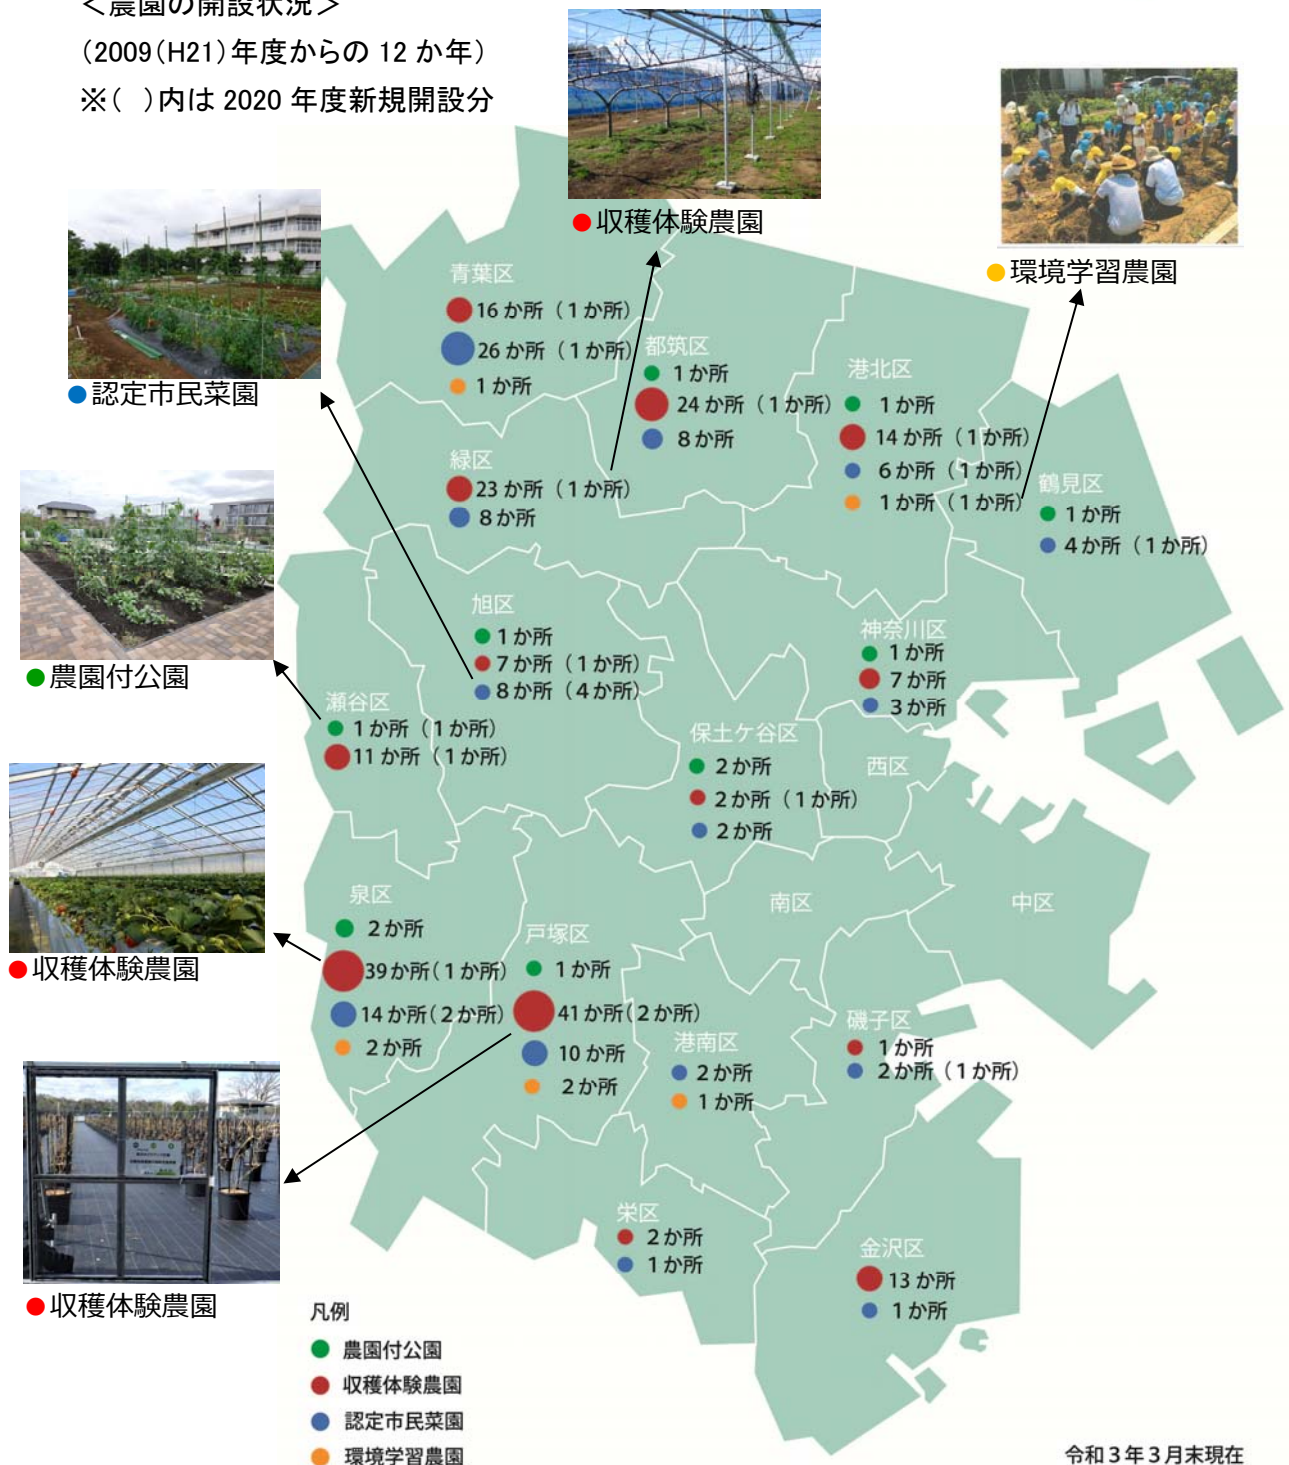 ＜農園の開設状況＞
(2009(H21)年度からの 12 か年)
※(　)内は 2020 年度新規開設分
●収穫体験農園
●環境学習農園
●認定市民菜園
●農園付公園
●収穫体験農園
●収穫体験農園
青葉区
16 か所（1 か所）
26 か所（1 か所）
1 か所
都筑区
1 か所
24 か所（1 か所）
8 か所
港北区
1 か所
14 か所（1 か所）
6 か所（1 か所）
1 か所（1 か所）
鶴見区
1 か所
4 か所（1 か所）
緑区
23 か所（1 か所）
8 か所
旭区
1 か所
7 か所（1 か所）
8 か所（4 か所）
神奈川区
1 か所
7 か所
3 か所
瀬谷区
1 か所（1 か所）
11 か所（1 か所）
保土ケ谷区
2 か所
2 か所（1 か所）
2 か所
西区
泉区
2 か所
39 か所（1 か所）
14 か所（2 か所）
2 か所
戸塚区
1 か所
41 か所（2 か所）
10 か所
2 か所
南区
中区
港南区
2 か所
1 か所
磯子区
1 か所
2 か所（1 か所）
栄区
2 か所
1 か所
金沢区
13 か所
1 か所
凡例
農園付公園
収穫体験農園
認定市民菜園
環境学習農園
令和３年３月末現在